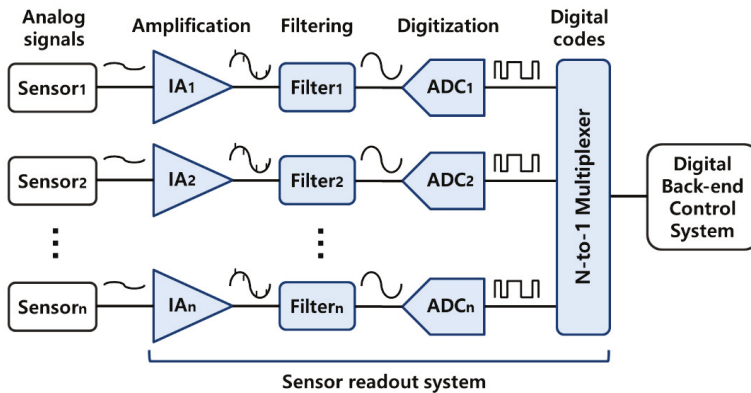 Analog
signals
Amplification
Filtering
Digitization
Digital
codes
Sensor1
IA1
Filter1
ADC1
Sensor2
IA2
Filter2
ADC2
Sensorn
IAn
Filtern
ADCn
N-to-1 Multiplexer
Digital
Back-end
Control
System
Sensor readout system